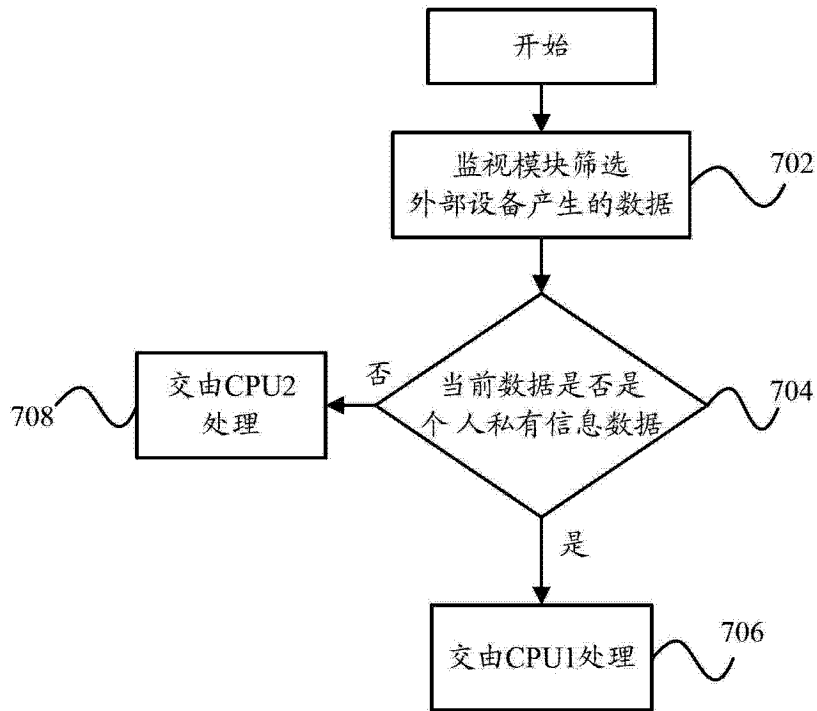 开始
监视模块筛选
外部设备产生的数据
702
当前数据是否是
个人私有信息数据
704
否
交由CPU2
处理
708
是
交由CPU1处理
706